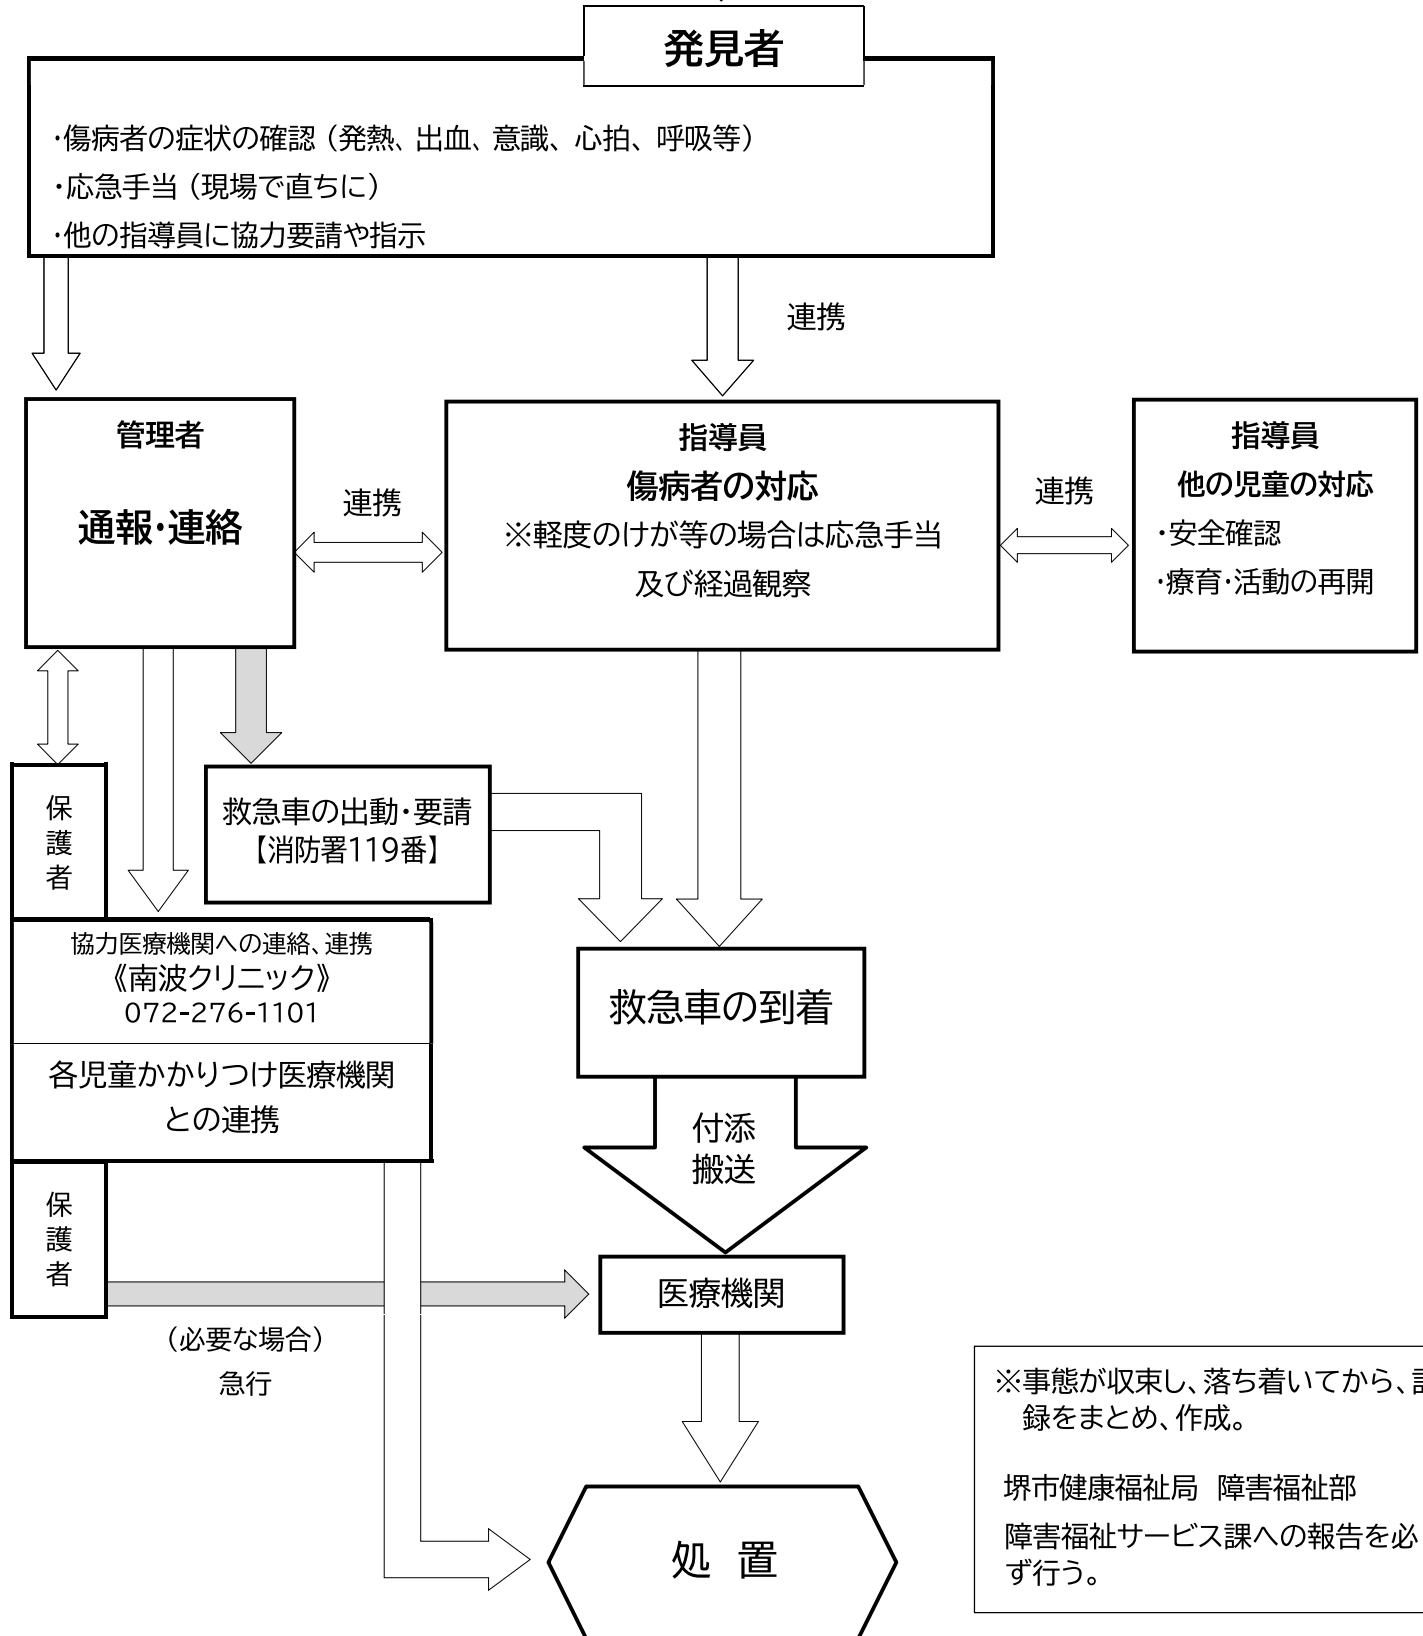 発見者
・傷病者の症状の確認（発熱、出血、意識、心拍、呼吸等）
・応急手当（現場で直ちに）
・他の指導員に協力要請や指示
連携
管理者
通報・連絡
連携
指導員
傷病者の対応
※軽度のけが等の場合は応急手当
及び経過観察
連携
指導員
他の児童の対応
・安全確認
・療育・活動の再開
保護者
救急車の出動・要請
【消防署119番】
協力医療機関への連絡、連携
《南波クリニック》
072-276-1101
各児童かかりつけ医療機関
との連携
救急車の到着
付添
搬送
保護者
医療機関
（必要な場合）
急行
処 置
※事態が収束し、落ち着いてから、
録をまとめ、作成。
堺市健康福祉局 障害福祉部
障害福祉サービス課への報告を必
ず行う。